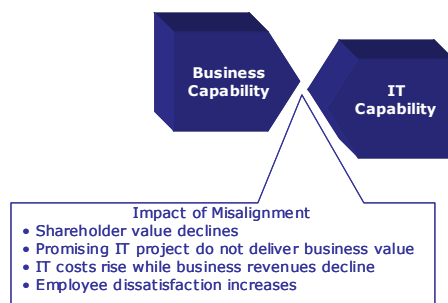 Business
Capability
IT
Capability
Impact of Misalignment
• Shareholder value declines
• Promising IT project do not deliver business value
• IT costs rise while business revenues decline
• Employee dissatisfaction increases